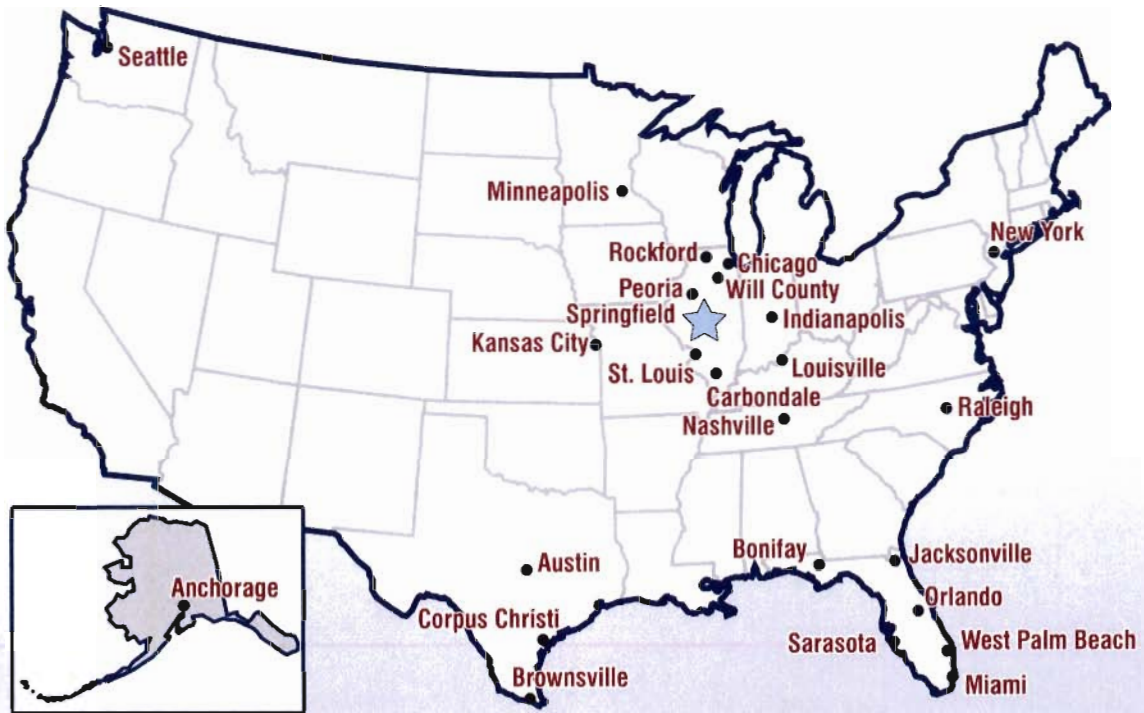 Seattle
Minneapolis
New York
Rockford
Chicago
Will County
Peoria
Springfield
Indianapolis
Kansas City
Louisville
St. Louis
Carbondale
Raleigh
Nashville
Bonifay
Jacksonville
Austin
Anchorage
Orlando
Corpus Christi
Sarasota
West Palm Beach
Brownsville
Miami